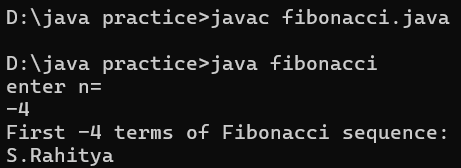 D:\java practice>javac fibonacci.java
D:\java practice>java fibonacci
enter n=
-4
First -4 terms of Fibonacci sequence:
S.Rahitya